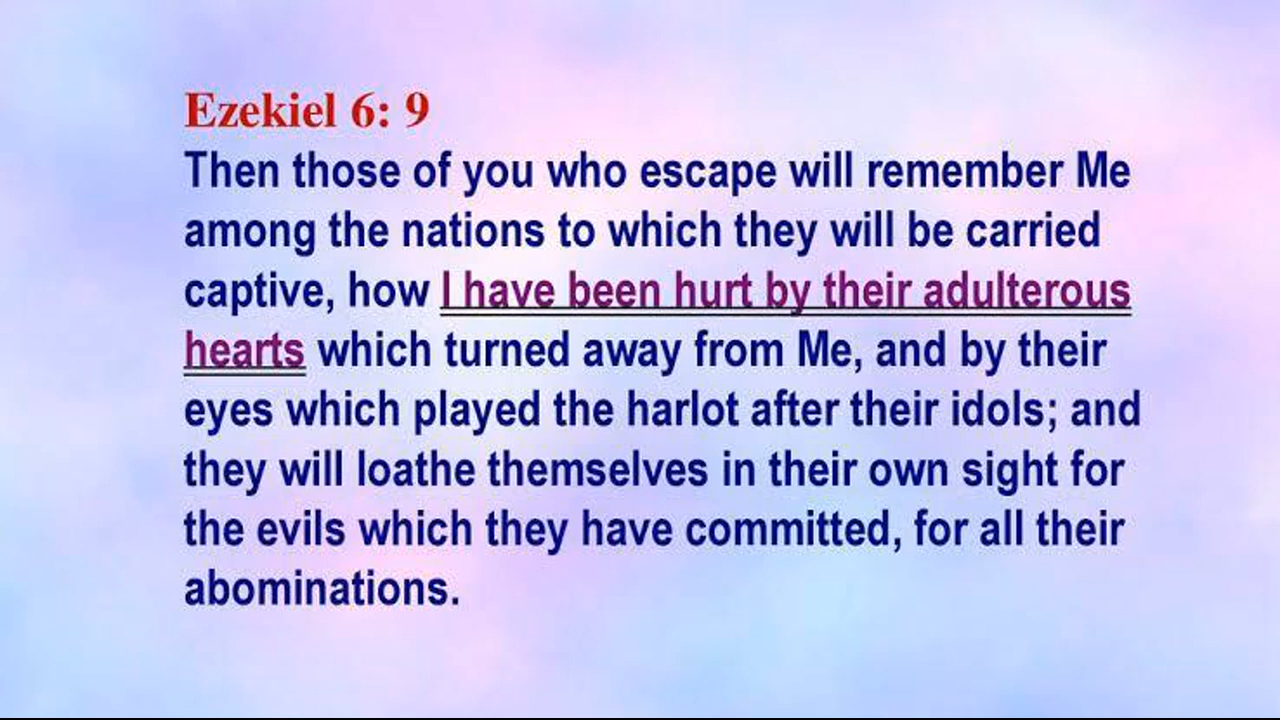 Ezekiel 6: 9
Then those of you who escape will remember Me
among the nations to which they will be carried
captive, how I have been hurt by their adulterous
hearts which turned away from Me, and by their
eyes which played the harlot after their idols; and
they will loathe themselves in their own sight for
the evils which they have committed, for all their
abominations.